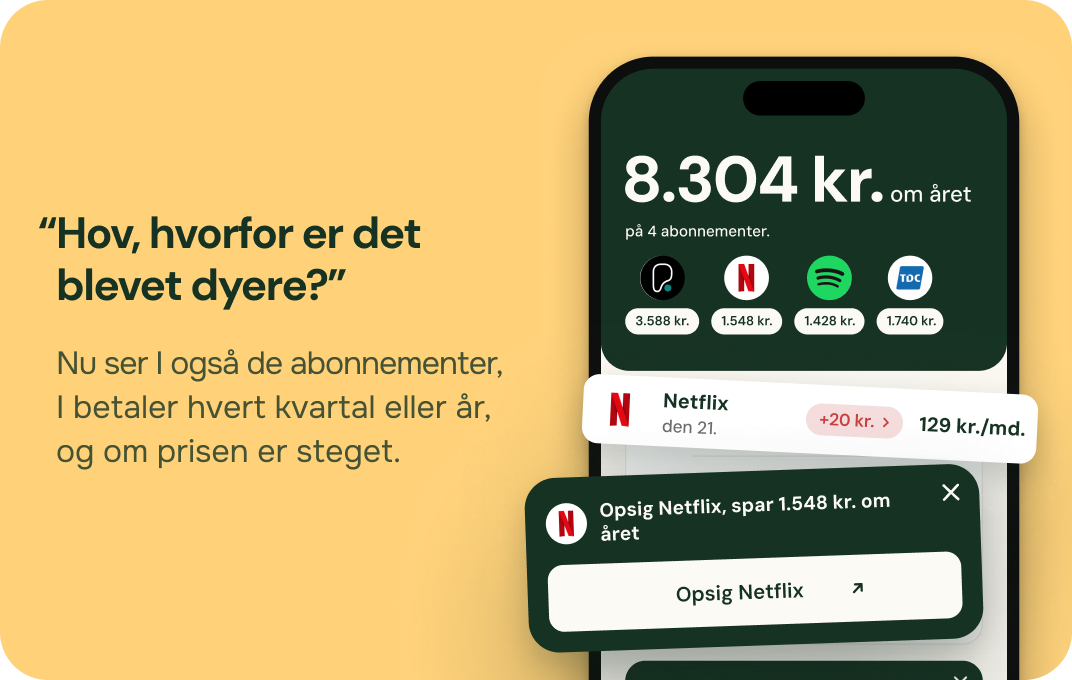 “Hov, hvorfor er det
blevet dyere?”
Nu ser I også de abonnementer,
I betaler hvert kvartal eller år,
og om prisen er steget.
8.304 kr. om året
på 4 abonnementer.
N
TDC
3.588 kr.
1.548 kr.
1.428 kr.
1.740 kr.
N
Netflix
den 21.
+20 kr.
129 kr./md.
N
Opsig Netflix, spar 1.548 kr. om
året
Opsig Netflix